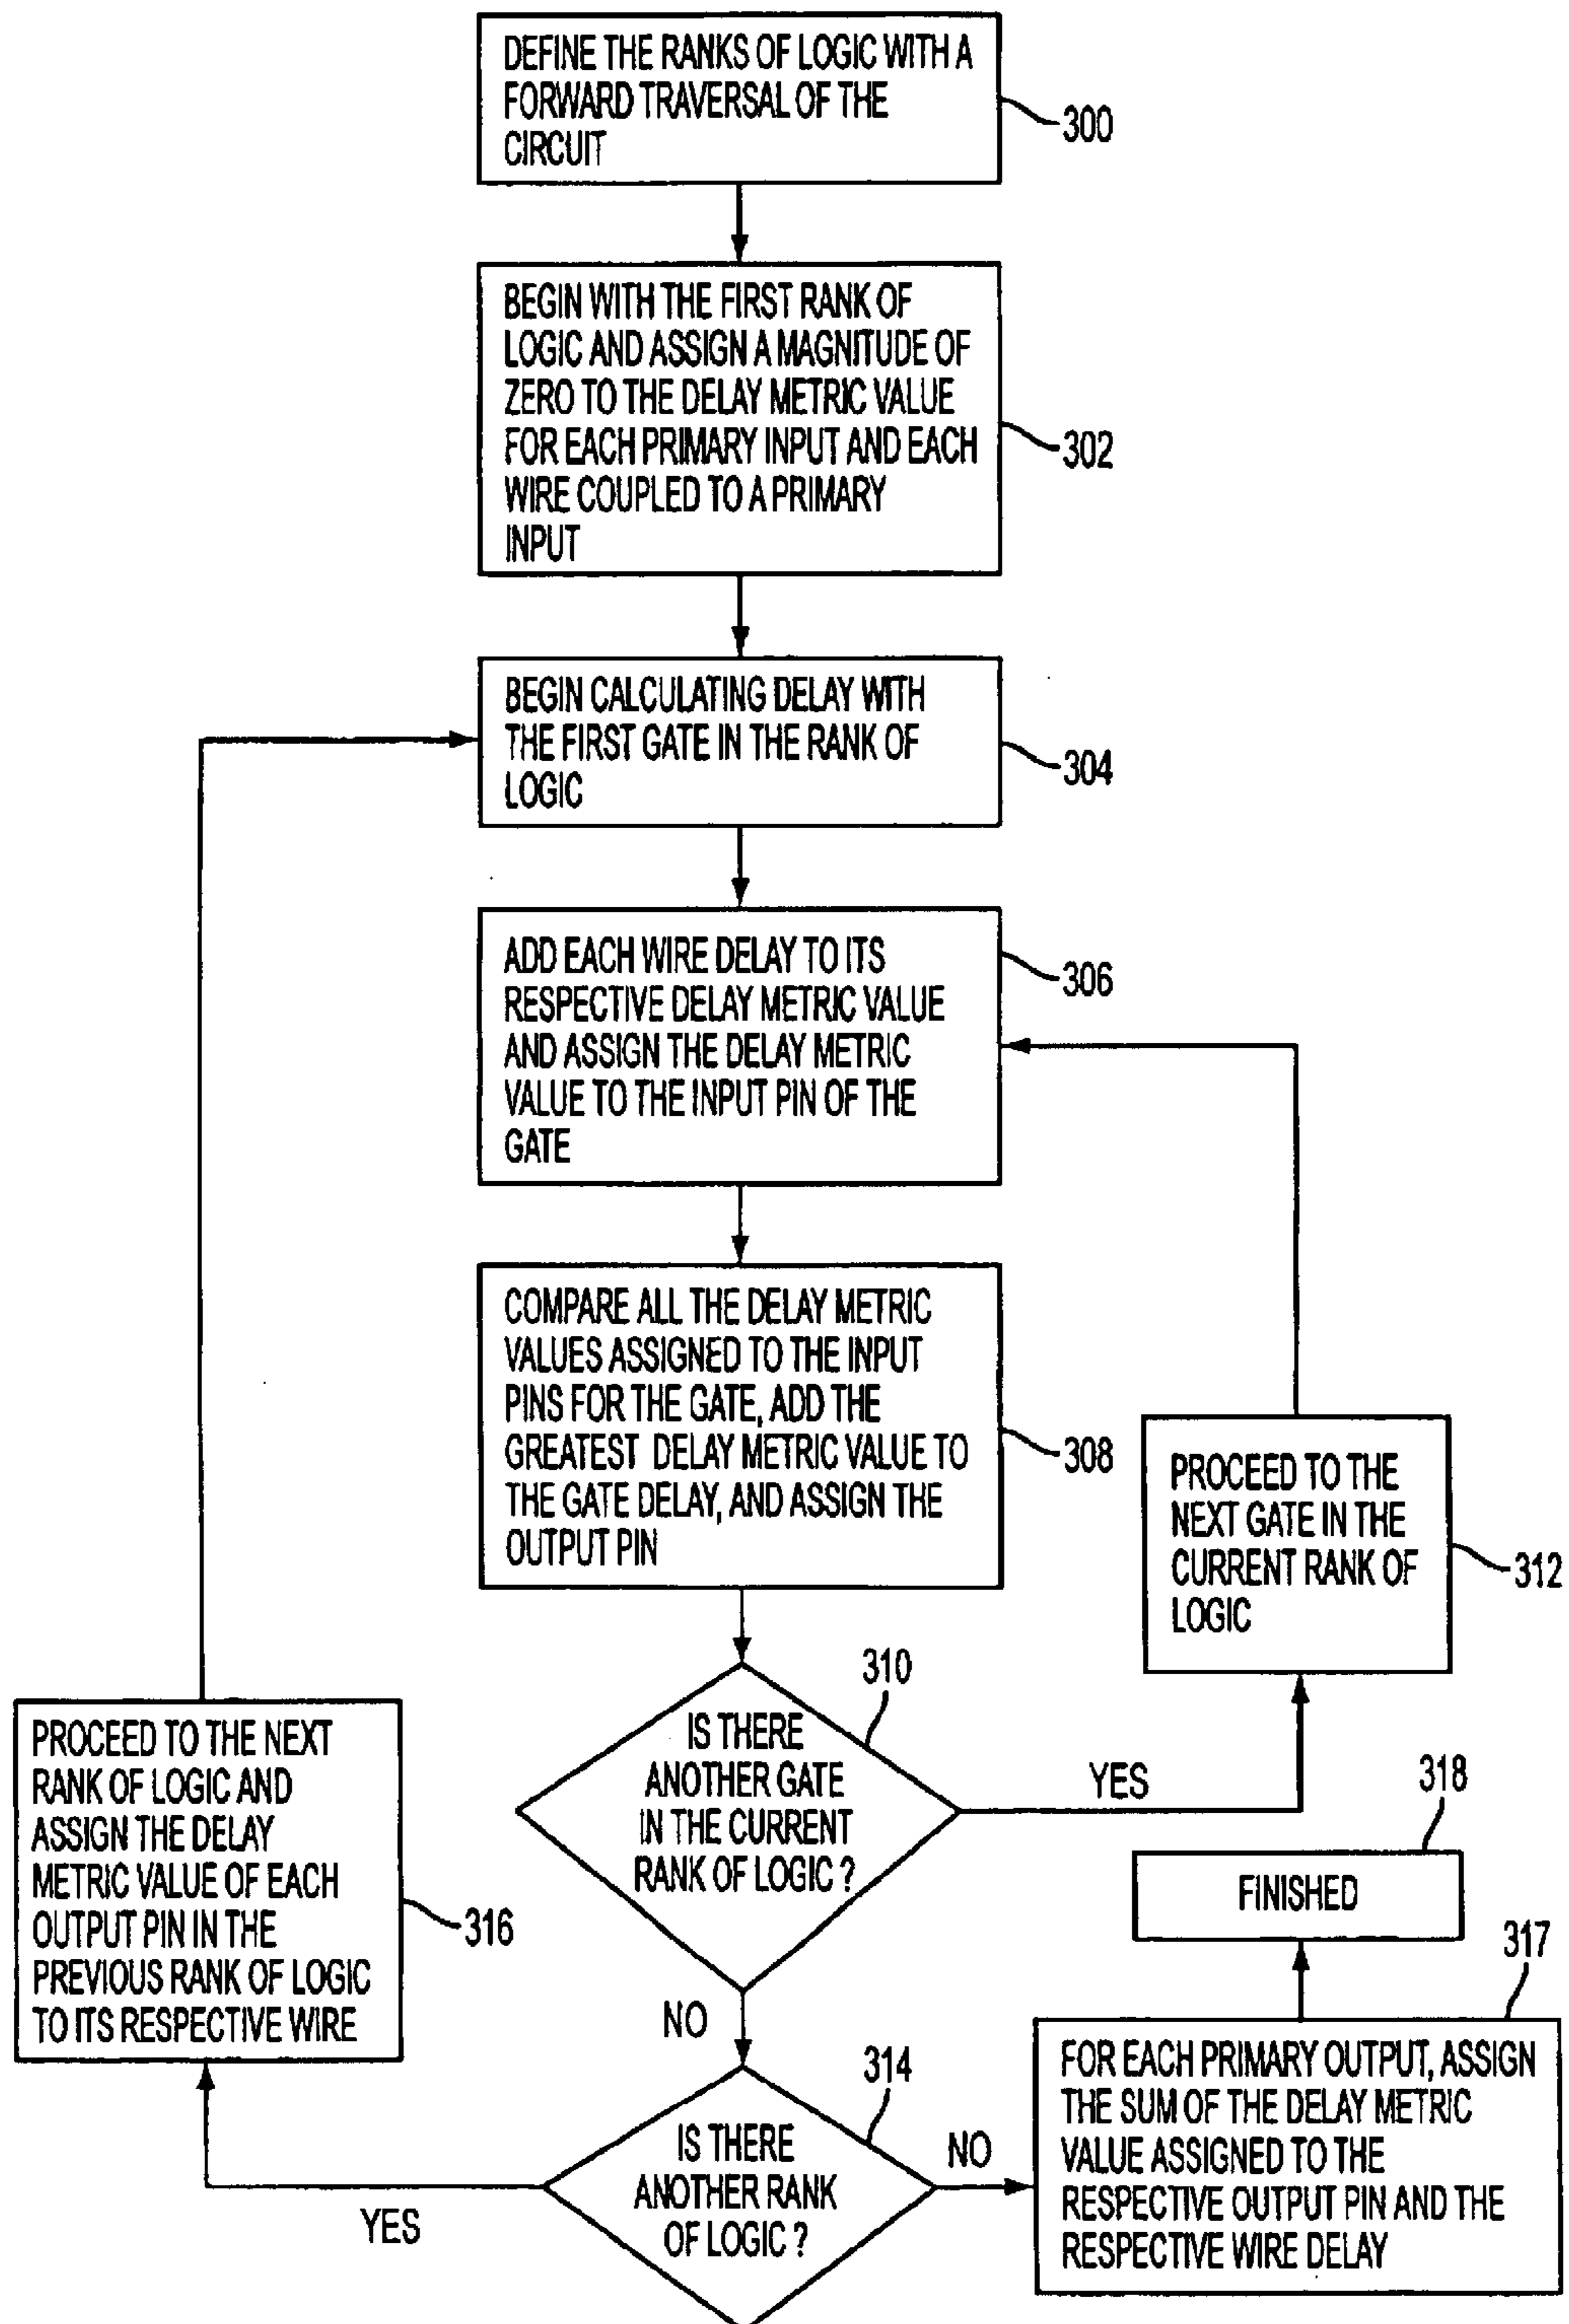 DEFINE THE RANKS OF LOGIC WITH A
FORWARD TRAVERSAL OF THE
CIRCUIT
300
BEGIN WITH THE FIRST RANK OF
LOGIC AND ASSIGN A MAGNITUDE OF
ZERO TO THE DELAY METRIC VALUE
FOR EACH PRIMARY INPUT AND EACH
WIRE COUPLED TO A PRIMARY
INPUT
302
BEGIN CALCULATING DELAY WITH
THE FIRST GATE IN THE RANK OF
LOGIC
304
ADD EACH WIRE DELAY TO ITS
RESPECTIVE DELAY METRIC VALUE
AND ASSIGN THE DELAY METRIC
VALUE TO THE INPUT PIN OF THE
GATE
306
COMPARE ALL THE DELAY METRIC
VALUES ASSIGNED TO THE INPUT
PINS FOR THE GATE, ADD THE
GREATEST DELAY METRIC VALUE TO
THE GATE DELAY, AND ASSIGN THE
OUTPUT PIN
308
PROCEED TO THE
NEXT GATE IN THE
CURRENT RANK OF
LOGIC
312
310
IS THERE
ANOTHER GATE
IN THE CURRENT
RANK OF LOGIC ?
YES
NO
PROCEED TO THE NEXT
RANK OF LOGIC AND
ASSIGN THE DELAY
METRIC VALUE OF EACH
OUTPUT PIN IN THE
PREVIOUS RANK OF LOGIC
TO ITS RESPECTIVE WIRE
316
318
FINISHED
317
314
IS THERE
ANOTHER RANK
OF LOGIC ?
YES
NO
FOR EACH PRIMARY OUTPUT, ASSIGN
THE SUM OF THE DELAY METRIC
VALUE ASSIGNED TO THE
RESPECTIVE OUTPUT PIN AND THE
RESPECTIVE WIRE DELAY